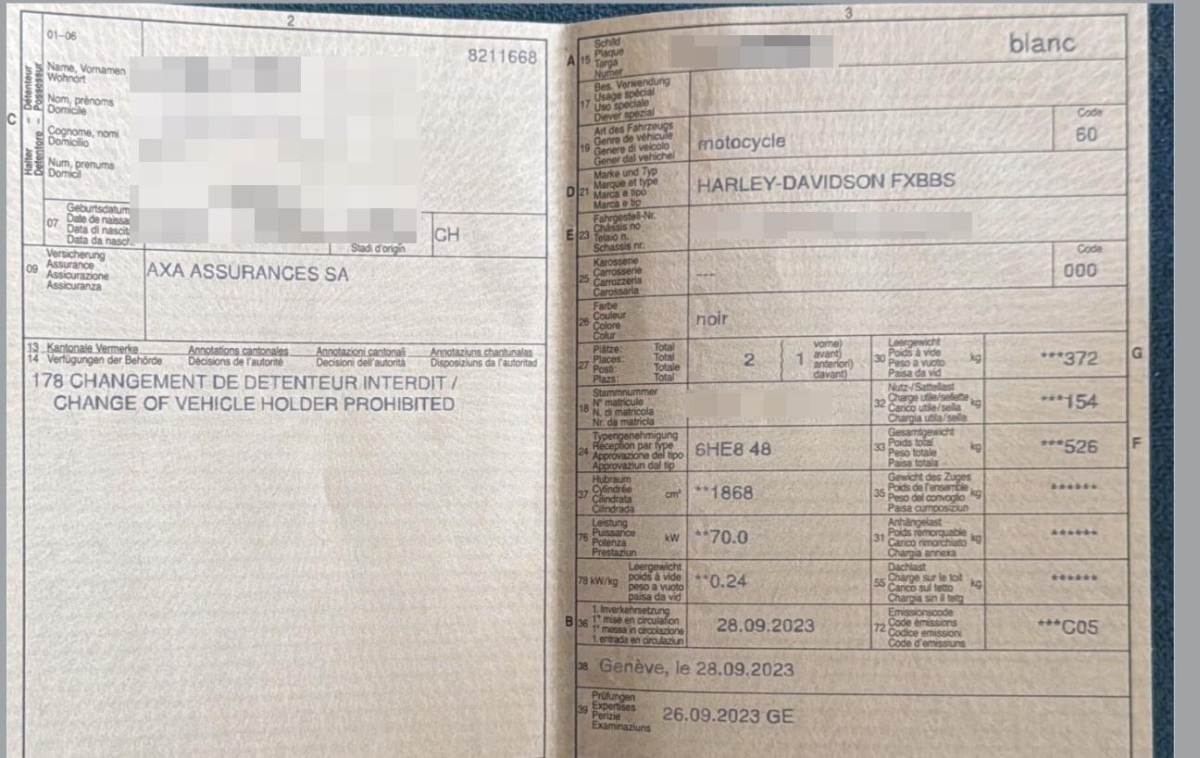 2
01-06
8211668
C
Halter - Détenteur
Detentore - Possessur
Name, Vornamen
Wohnort
Nom, prénoms
Domicile
Cognome, nomi
Domicilio
Num, prenums
Domicil
07
Geburtsdatum
Date de naissa
Data di nascit
Data da nasch
Stadi d'origin
CH
09
Versicherung
Assurance
Assicurazione
Assicuranza
AXA ASSURANCES SA
13 Kantonale Vermerke Annotations cantonales Annotazioni cantonali Annotaziuns chantunalas
14 Verfügungen der Behörde Décisions de l'autorité Decisioni dell'autorità Disposiziuns da l'autoritad
178 CHANGEMENT DE DETENTEUR INTERDIT /
CHANGE OF VEHICLE HOLDER PROHIBITED
3
A 15
Schild
Plaque
Targa
Numer
blanc
17
Bes. Verwendung
Usage spécial
Uso speciale
Diever spezial
19
Art des Fahrzeugs
Genre de véhicule
Genere di veicolo
Gener dal vehichel
motocycle
Code
60
D 21
Marke und Typ
Marque et type
Marca e tipo
Marca e tip
HARLEY-DAVIDSON FXBBS
E 23
Fahrgestell-Nr.
Châssis no
Telaio n.
Schassis nr.
25
Karosserie
Carrosserie
Carrozzeria
Carossaria
---
Code
000
26
Farbe
Couleur
Colore
Colur
noir
27
Plätze: Total
Places: Total
Posti: Totale
Plazs: Total
2
1
vorne)
avant)
anteriori)
davant)
30
Leergewicht
Poids à vide
Peso a vuoto
Paisa da vid
kg
***372
G
18
Stammnummer
N° matricule
N. di matricola
Nr. da matricla
32
Nutz-/Sattellast
Charge utile/sellette
Carico utile/sella
Chargia utila/sella
kg
***154
24
Typengenehmigung
Réception par type
Approvazione del tipo
Approvaziun dal tip
6HE8 48
33
Gesamtgewicht
Poids total
Peso totale
Paisa totala
kg
***526
F
37
Hubraum
Cylindrée
Cilindrata
Cilindrada
cm³
**1868
35
Gewicht des Zuges
Poids de l'ensemble
Peso del convoglio
Paisa cumposiziun
kg
******
76
Leistung
Puissance
Potenza
Prestaziun
kW
**70.0
31
Anhängelast
Poids remorquable
Carico rimorchiato
Chargia annexa
kg
******
78 kW/kg
Leergewicht
poids à vide
peso a vuoto
paisa da vid
**0.24
55
Dachlast
Charge sur le toit
Carico sul tetto
Chargia sin il tetg
kg
******
B 36
1. Inverkehrsetzung
1re mise en circulation
1a messa in circolazione
1. entrada en circulaziun
28.09.2023
72
Emissionscode
Code émissions
Codice emissioni
Code d'emissiuns
***C05
38 Genève, le 28.09.2023
39
Prüfungen
Expertises
Perizie
Examinaziuns
26.09.2023 GE